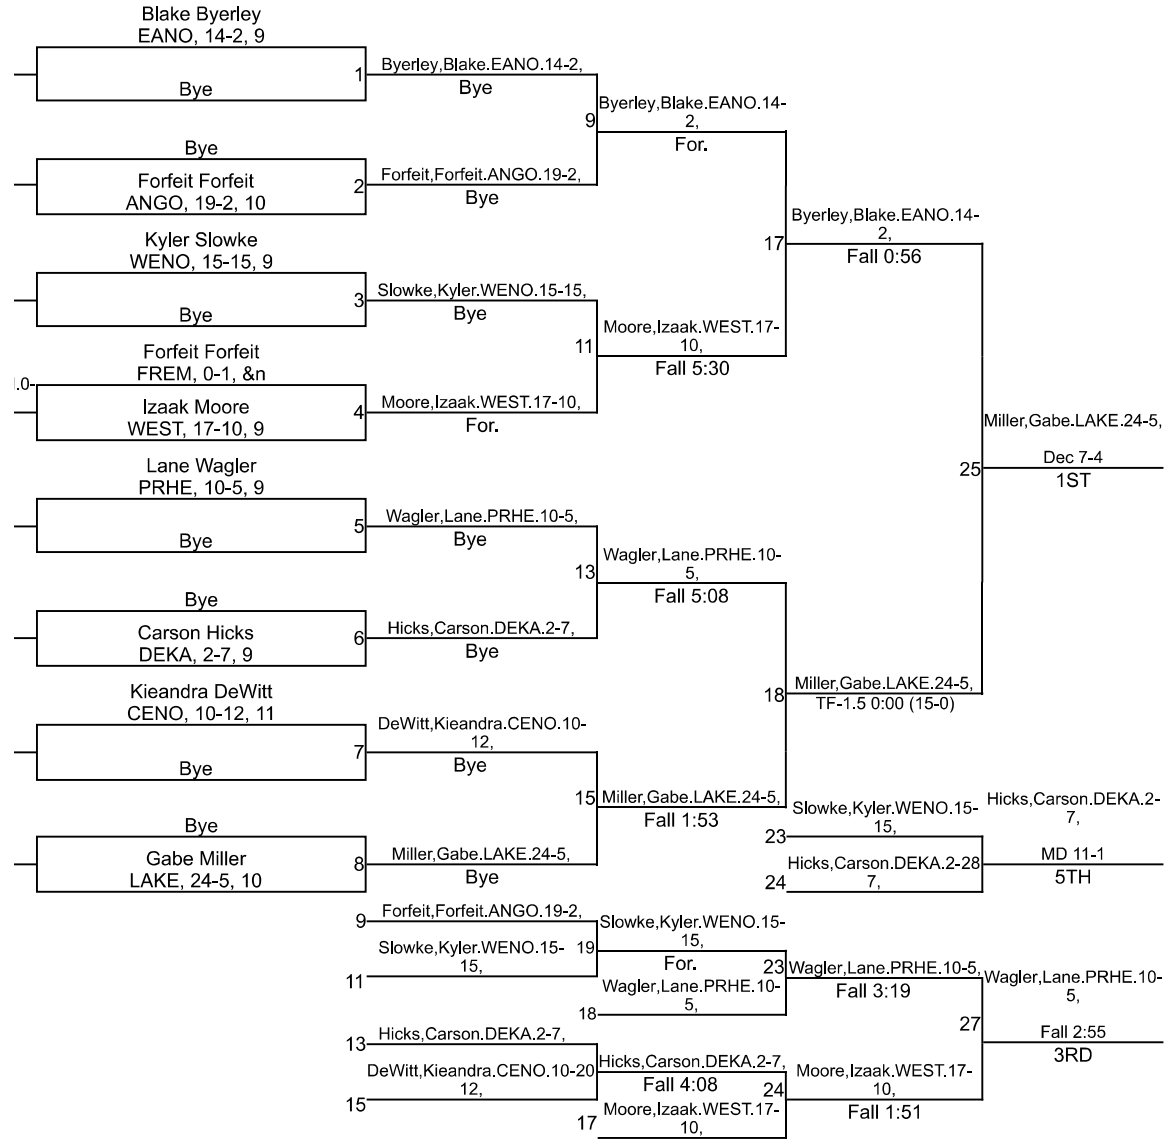 Blake Byerley
EANO, 14-2, 9
1
Byerley,Blake.EANO.14-2,
Bye
Bye
9
Byerley,Blake.EANO.14-
2,
For.
Bye
Forfeit Forfeit
ANGO, 19-2, 10
2
Forfeit,Forfeit.ANGO.19-2,
Bye
17
Byerley,Blake.EANO.14-
2,
Fall 0:56
Kyler Slowke
WENO, 15-15, 9
3
Slowke,Kyler.WENO.15-15,
Bye
Bye
11
Moore,Izaak.WEST.17-
10,
Fall 5:30
Forfeit Forfeit
FREM, 0-1, &n
Izaak Moore
WEST, 17-10, 9
4
Moore,Izaak.WEST.17-10,
For.
25
Miller,Gabe.LAKE.24-5,
Dec 7-4
1ST
Lane Wagler
PRHE, 10-5, 9
5
Wagler,Lane.PRHE.10-5,
Bye
Bye
13
Wagler,Lane.PRHE.10-
5,
Fall 5:08
Bye
Carson Hicks
DEKA, 2-7, 9
6
Hicks,Carson.DEKA.2-7,
Bye
18
Miller,Gabe.LAKE.24-5,
TF-1.5 0:00 (15-0)
Kieandra DeWitt
CENO, 10-12, 11
7
DeWitt,Kieandra.CENO.10-
12,
Bye
Bye
15
Miller,Gabe.LAKE.24-5,
Fall 1:53
Bye
Gabe Miller
LAKE, 24-5, 10
8
Miller,Gabe.LAKE.24-5,
Bye
Slowke,Kyler.WENO.15-
15,
23
Hicks,Carson.DEKA.2-28
7,
24
Hicks,Carson.DEKA.2-
7,
MD 11-1
5TH
9
Forfeit,Forfeit.ANGO.19-2,
Slowke,Kyler.WENO.15-
15,
11
19
Slowke,Kyler.WENO.15-
15,
For.
Wagler,Lane.PRHE.10-
5,
18
23
Wagler,Lane.PRHE.10-5,
Fall 3:19
27
Wagler,Lane.PRHE.10-
5,
Fall 2:55
3RD
13
Hicks,Carson.DEKA.2-7,
DeWitt,Kieandra.CENO.10-20
12,
15
Hicks,Carson.DEKA.2-7,
Fall 4:08
Moore,Izaak.WEST.17-
10,
17
24
Moore,Izaak.WEST.17-
10,
Fall 1:51